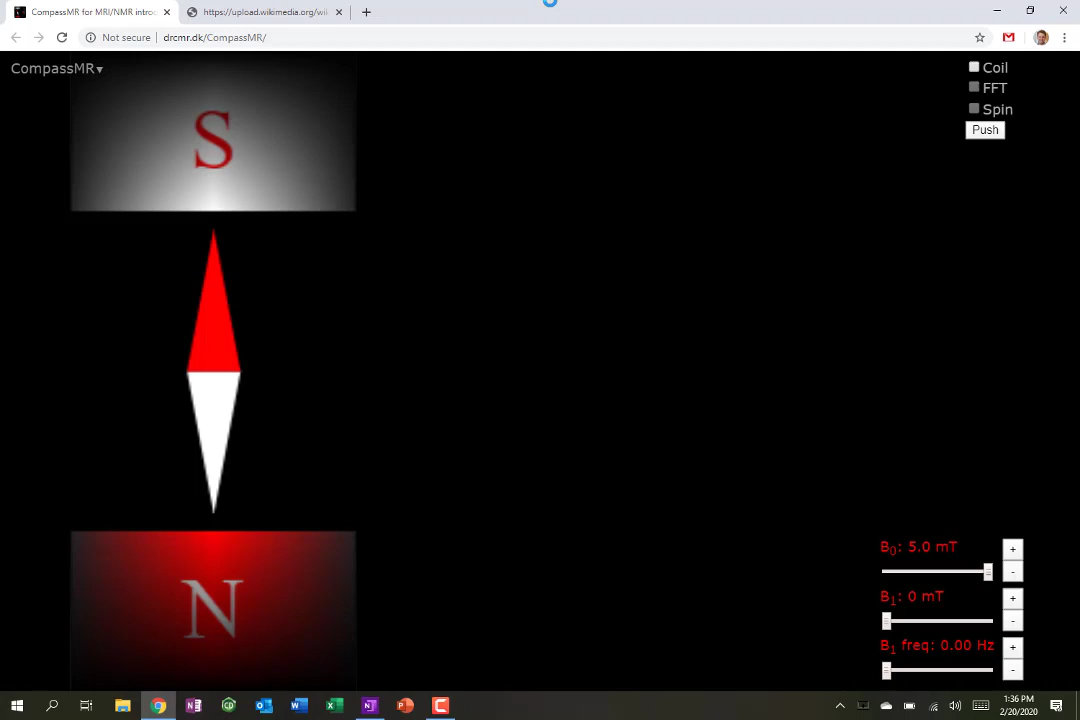 CompassMR for MRI/NMR introd
https://upload.wikimedia.org/wiki
Not secure | drcmr.dk/CompassMR/
CompassMR▾
Coil
FFT
Spin
Push
S
N
B0: 5.0 mT
+
-
B1: 0 mT
+
-
B1 freq: 0.00 Hz
+
-
1:36 PM
2/20/2020